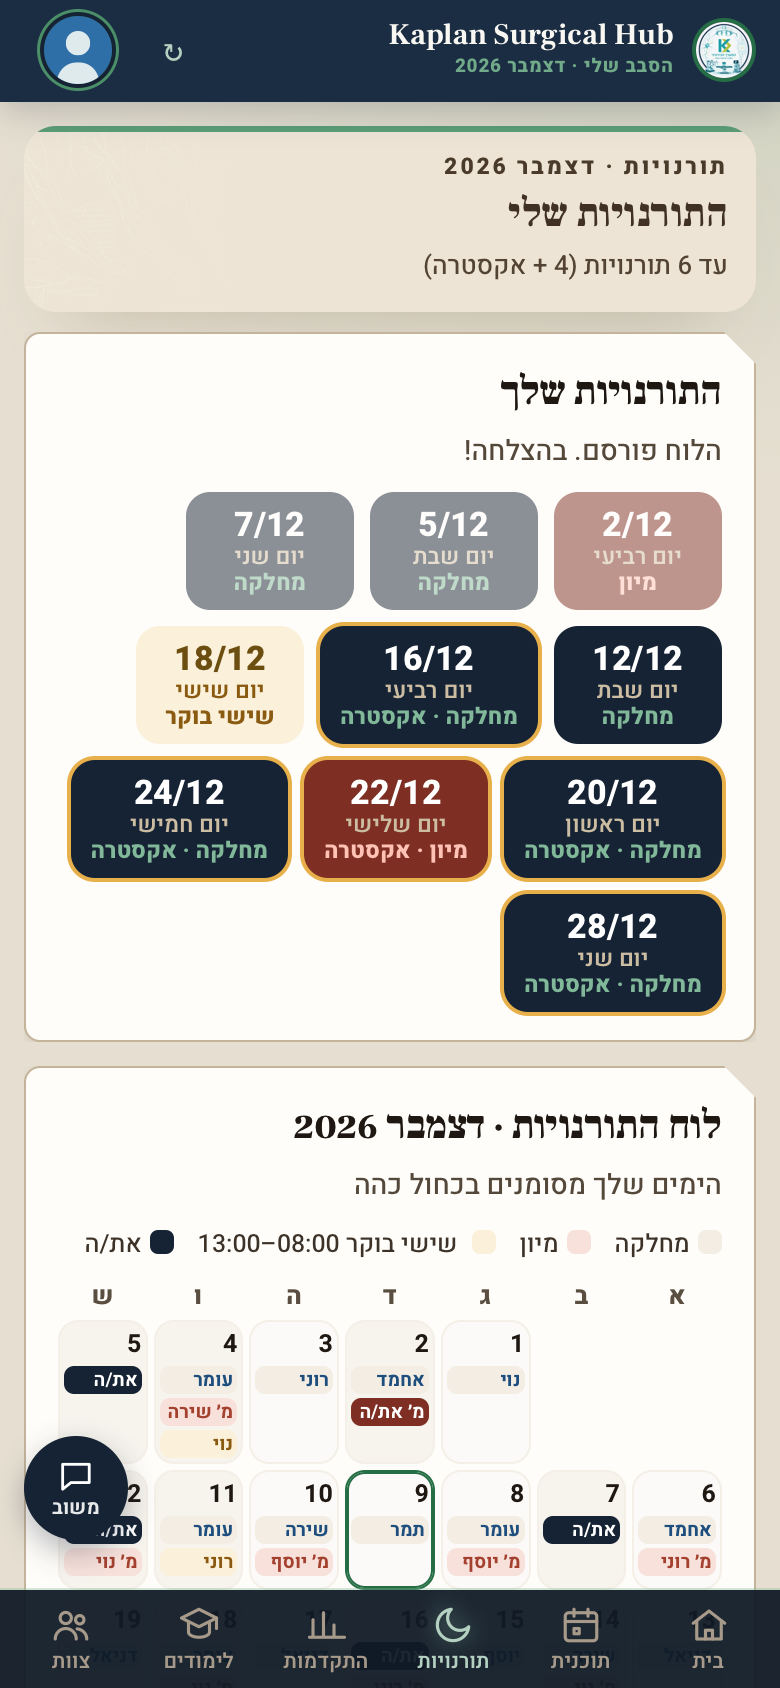 Kaplan Surgical Hub
הסבב שלי · דצמבר 2026
↻
תורנויות · דצמבר 2026
התורנויות שלי
עד 6 תורנויות (4 + אקסטרה)
התורנויות שלך
הלוח פורסם. בהצלחה!
2/12
יום רביעי
מיון
5/12
יום שבת
מחלקה
7/12
יום שני
מחלקה
12/12
יום שבת
מחלקה
16/12
יום רביעי
מחלקה · אקסטרה
18/12
יום שישי
שישי בוקר
20/12
יום ראשון
מחלקה · אקסטרה
22/12
יום שלישי
מיון · אקסטרה
24/12
יום חמישי
מחלקה · אקסטרה
28/12
יום שני
מחלקה · אקסטרה
לוח התורנויות · דצמבר 2026
הימים שלך מסומנים בכחול כהה
מחלקה מיון שישי בוקר 08:00–13:00 את/ה
א ב ג ד ה ו ש
1
נוי
2
אחמד
מ׳ את/ה
3
רוני
4
עומר
מ׳ שירה
נוי
5
את/ה
6
אחמד
מ׳ רוני
7
את/ה
8
עומר
מ׳ יוסף
9
תמר
10
שירה
מ׳ יוסף
11
עומר
רוני
מ׳ נוי
משוב
15
16
19
בית
תוכנית
תורנויות
התקדמות
לימודים
צוות